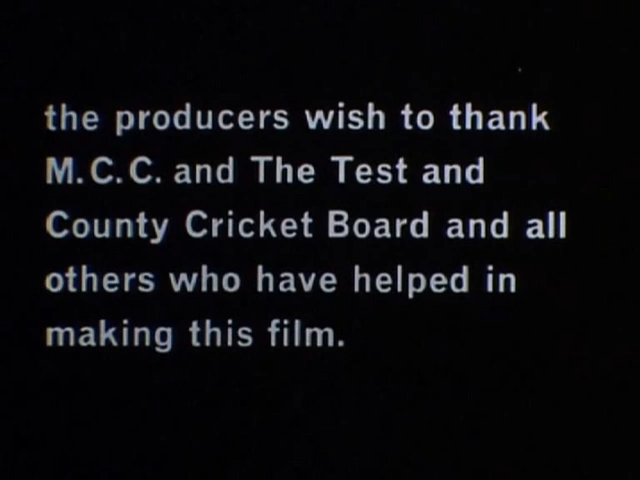 the producers wish to thank
M.C.C. and The Test and
County Cricket Board and all
others who have helped in
making this film.